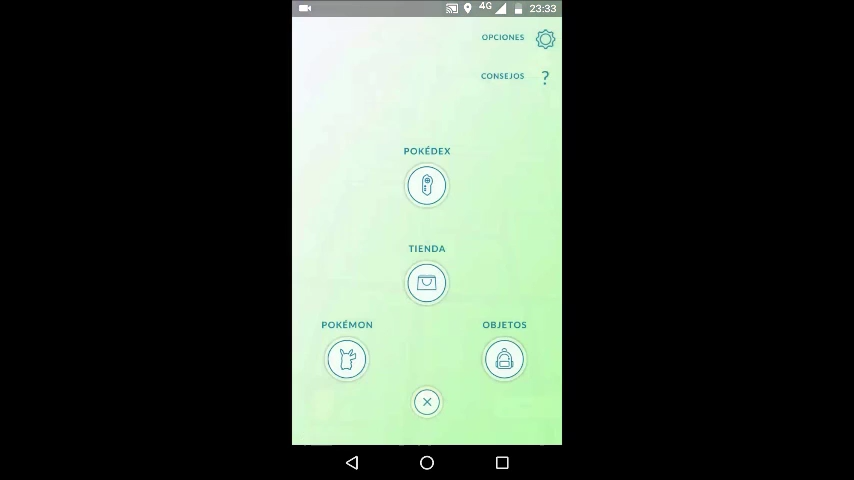 4G 23:33
OPCIONES
CONSEJOS ?
POKÉDEX
TIENDA
POKÉMON OBJETOS